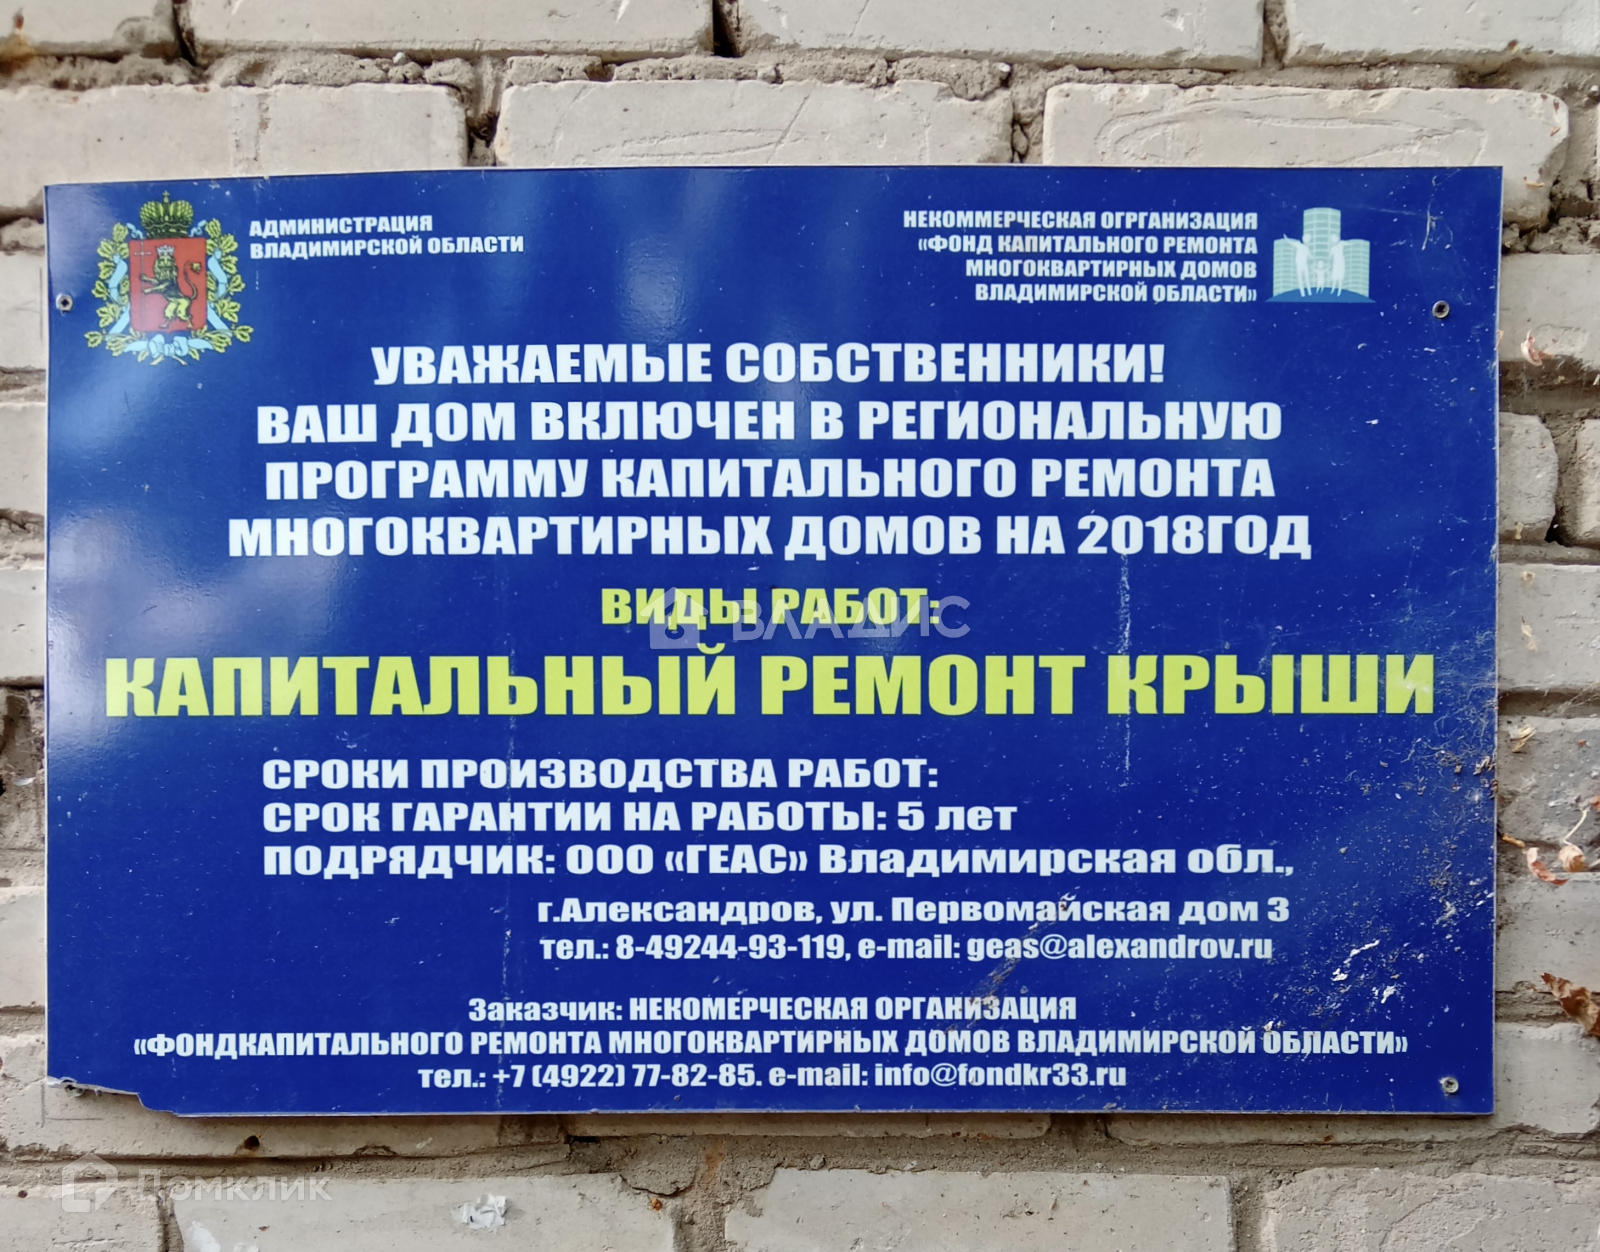 АДМИНИСТРАЦИЯ
ВЛАДИМИРСКОЙ ОБЛАСТИ
НЕКОММЕРЧЕСКАЯ ОГРГАНИЗАЦИЯ
«ФОНД КАПИТАЛЬНОГО РЕМОНТА
МНОГОКВАРТИРНЫХ ДОМОВ
ВЛАДИМИРСКОЙ ОБЛАСТИ»
УВАЖАЕМЫЕ СОБСТВЕННИКИ!
ВАШ ДОМ ВКЛЮЧЕН В РЕГИОНАЛЬНУЮ
ПРОГРАММУ КАПИТАЛЬНОГО РЕМОНТА
МНОГОКВАРТИРНЫХ ДОМОВ НА 2018ГОД
ВИДЫ РАБОТ:
ВЛАДИС
КАПИТАЛЬНЫЙ РЕМОНТ КРЫШИ
СРОКИ ПРОИЗВОДСТВА РАБОТ:
СРОК ГАРАНТИИ НА РАБОТЫ: 5 лет
ПОДРЯДЧИК: ООО «ГЕАС» Владимирская обл.,
г.Александров, ул. Первомайская дом 3
тел.: 8-49244-93-119, e-mail: geas@alexandrov.ru
Заказчик: НЕКОМЕРЧЕСКАЯ ОРГАНИЗАЦИЯ
«ФОНДКАПИТАЛЬНОГО РЕМОНТА МНОГОКВАРТИРНЫХ ДОМОВ ВЛАДИМИРСКОЙ ОБЛАСТИ»
тел.: +7 (4922) 77-82-85. e-mail: info@fondkr33.ru
Домклик